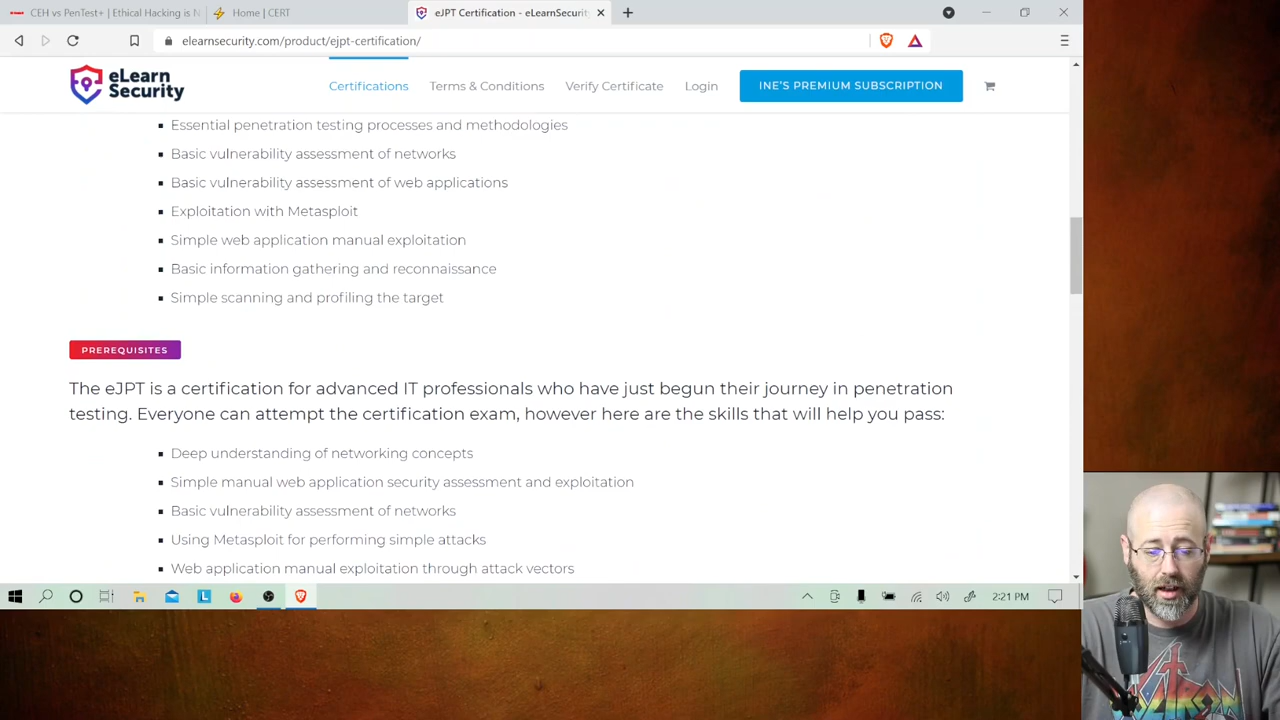 CEH vs PenTest+ | Ethical Hacking is N
Home | CERT
eJPT Certification - eLearnSecurity
elearnsecurity.com/product/ejpt-certification/
eLearn
Security
Certifications
Terms & Conditions
Verify Certificate
Login
INE'S PREMIUM SUBSCRIPTION
Essential penetration testing processes and methodologies
Basic vulnerability assessment of networks
Basic vulnerability assessment of web applications
Exploitation with Metasploit
Simple web application manual exploitation
Basic information gathering and reconnaissance
Simple scanning and profiling the target
PREREQUISITES
The eJPT is a certification for advanced IT professionals who have just begun their journey in penetration
testing. Everyone can attempt the certification exam, however here are the skills that will help you pass:
Deep understanding of networking concepts
Simple manual web application security assessment and exploitation
Basic vulnerability assessment of networks
Using Metasploit for performing simple attacks
Web application manual exploitation through attack vectors
L
2:21 PM